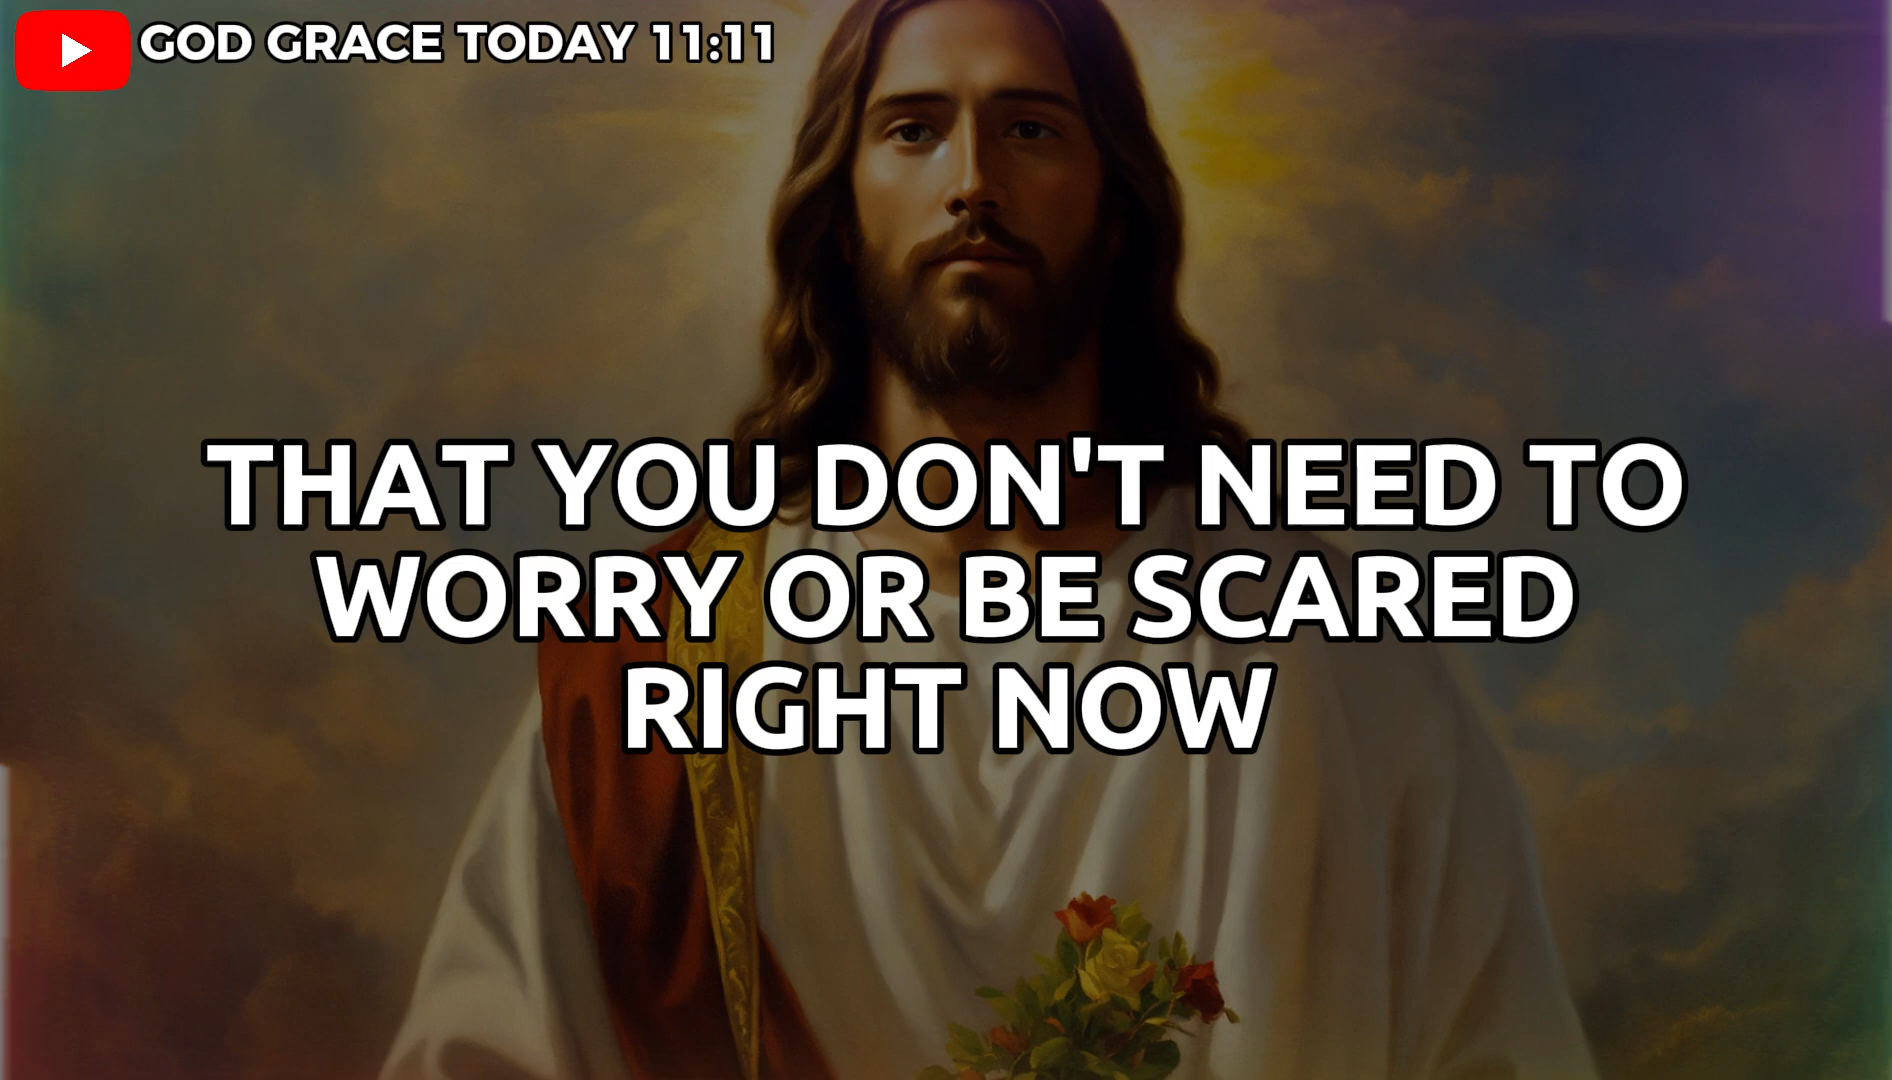 GOD GRACE TODAY 11:11
THAT YOU DON'T NEED TO
WORRY OR BE SCARED
RIGHT NOW